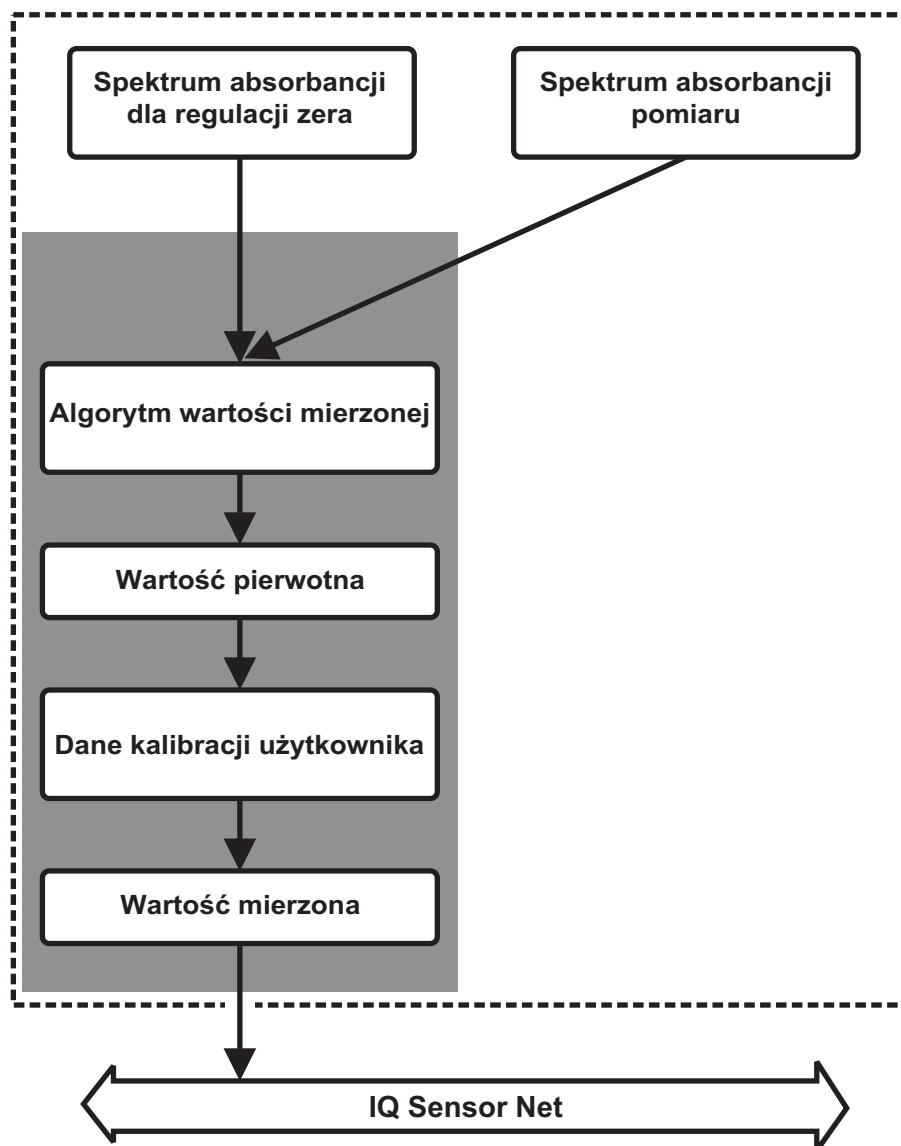 Spektrum absorbancji
dla regulacji zera
Spektrum absorbancji
pomiaru
Algorytm wartości mierzonej
Wartość pierwotna
Dane kalibracji użytkownika
Wartość mierzona
IQ Sensor Net